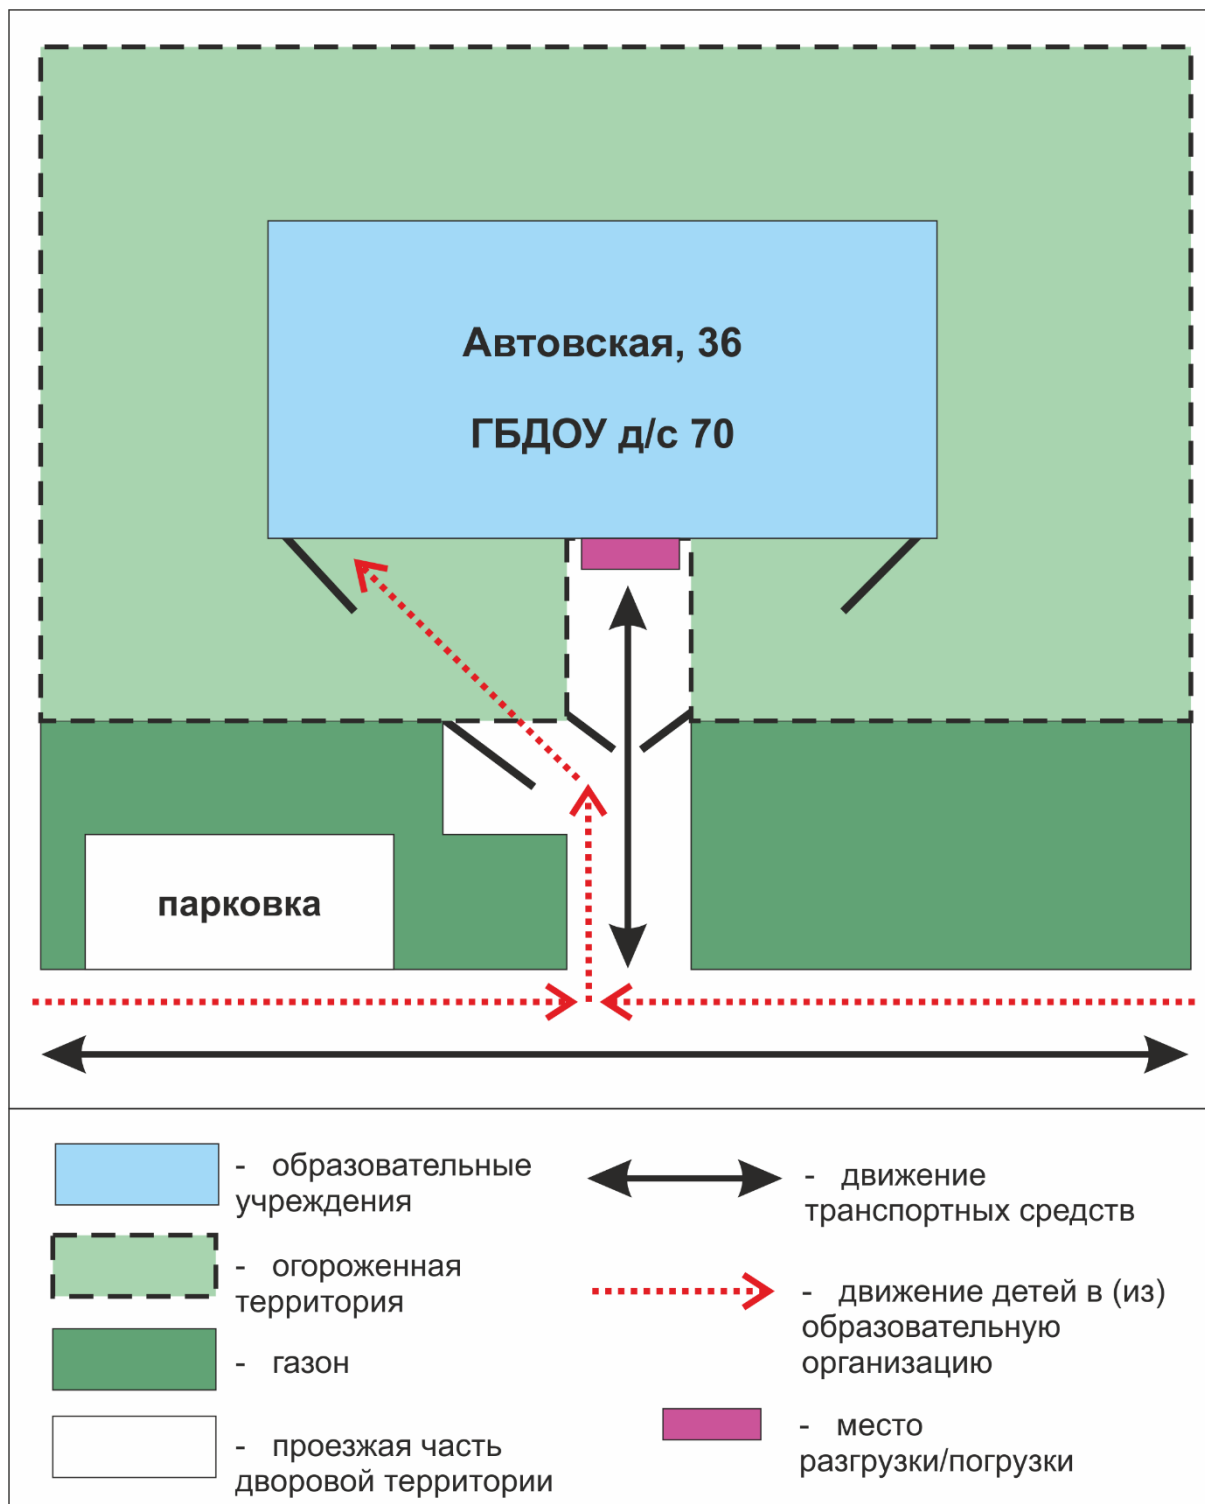 Автовская, 36
ГБДОУ д/с 70
парковка
- образовательные
учреждения
- огороженная
территория
- газон
- проезжая часть
дворовой территории
- движение
транспортных средств
- движение детей в (из)
образовательную
организацию
- место
разгрузки/погрузки